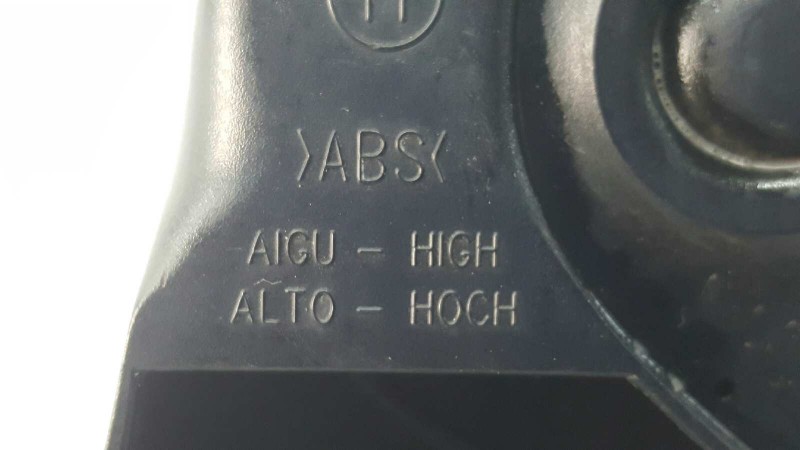 >ABS<
AIGU - HIGH
ALTO - HOCH